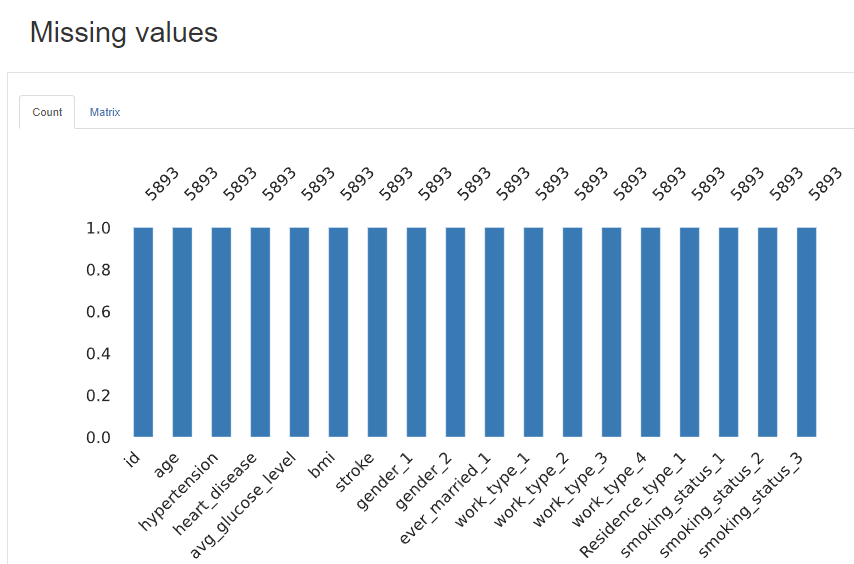 Missing values
Count Matrix
5893 5893 5893 5893 5893 5893 5893 5893 5893 5893 5893 5893 5893 5893 5893 5893 5893 5893
1.0
0.8
0.6
0.4
0.2
0.0
id age hypertension heart_disease avg_glucose_level bmi stroke gender_1 gender_2 ever_married_1 work_type_1 work_type_2 work_type_3 work_type_4 Residence_type_1 smoking_status_1 smoking_status_2 smoking_status_3